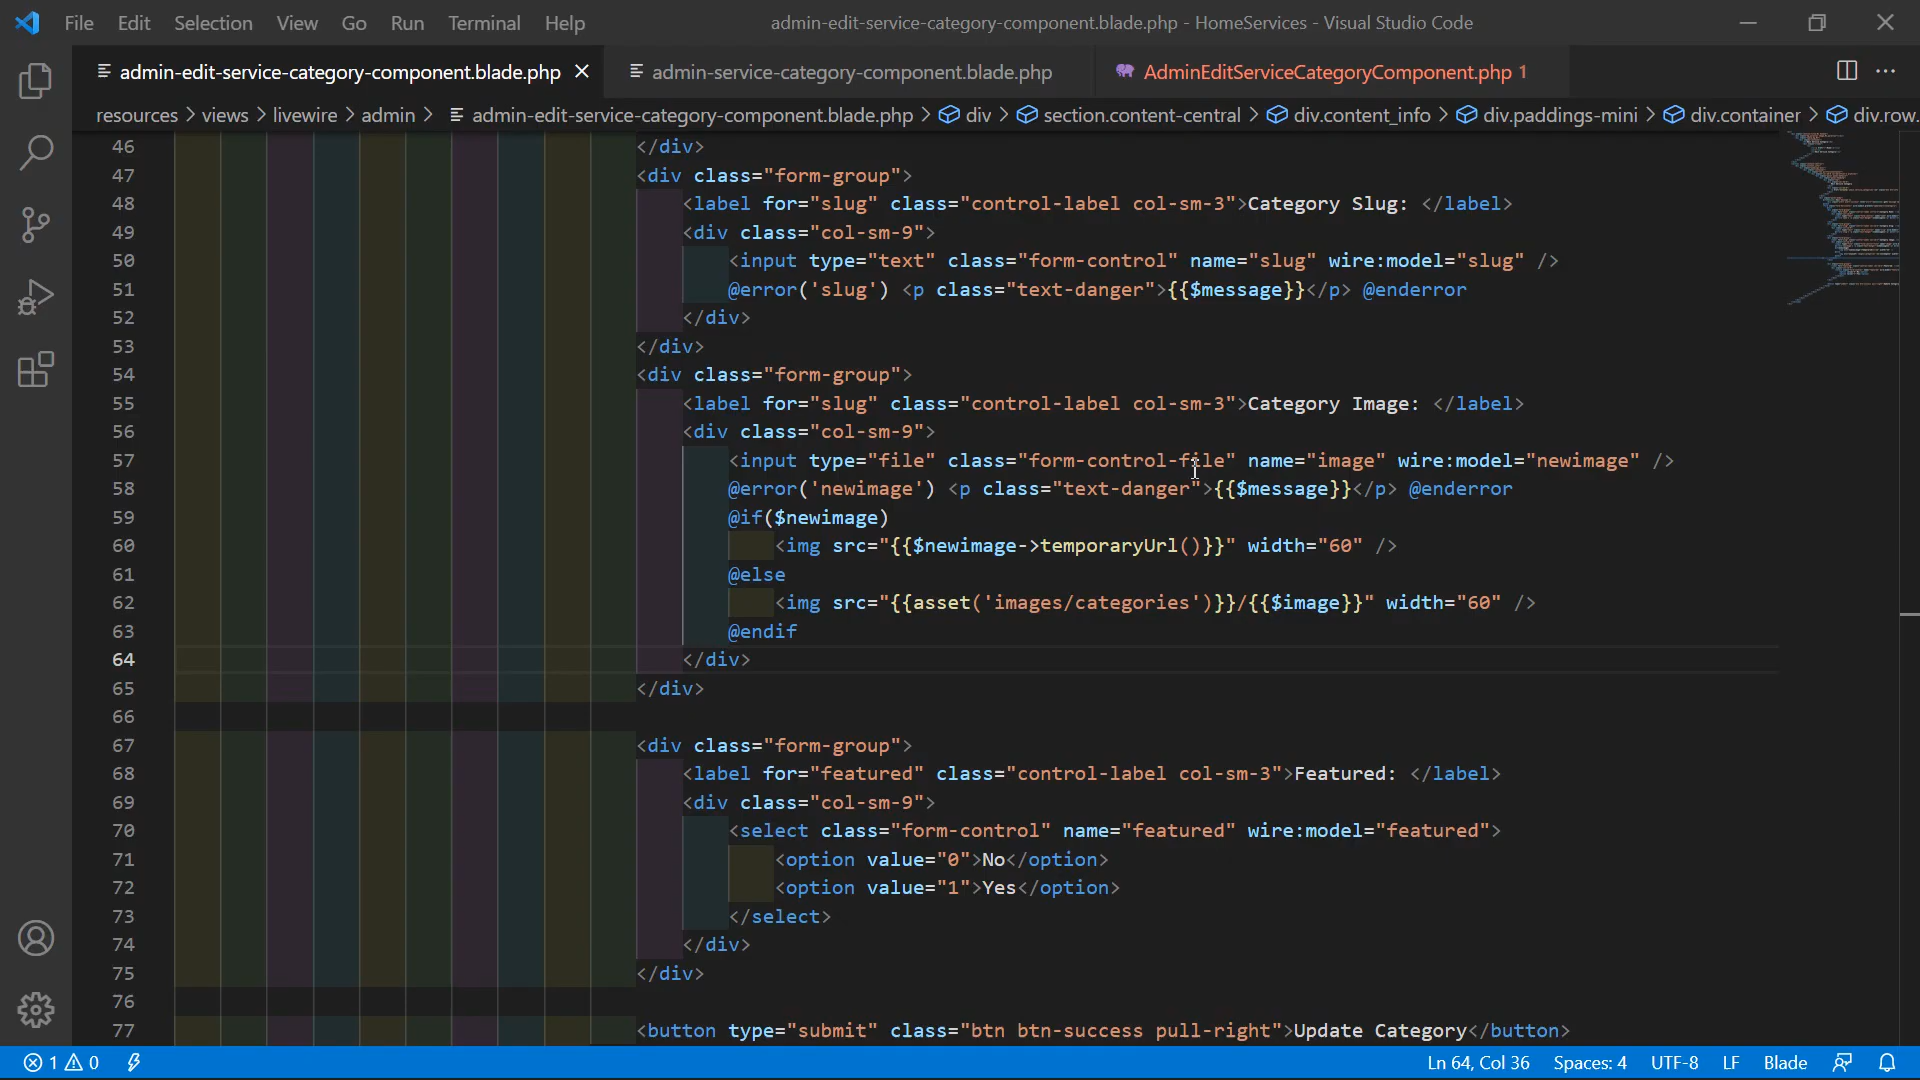 File Edit Selection View Go Run Terminal Help
admin-edit-service-category-component.blade.php - HomeServices - Visual Studio Code
admin-edit-service-category-component.blade.php
admin-service-category-component.blade.php
AdminEditServiceCategoryComponent.php 1
resources > views > livewire > admin > admin-edit-service-category-component.blade.php > div > section.content-central > div.content_info > div.paddings-mini > div.container > div.row.
46 </div>
47 <div class="form-group">
48 <label for="slug" class="control-label col-sm-3">Category Slug: </label>
49 <div class="col-sm-9">
50 <input type="text" class="form-control" name="slug" wire:model="slug" />
51 @error('slug') <p class="text-danger">{{$message}}</p> @enderror
52 </div>
53 </div>
54 <div class="form-group">
55 <label for="slug" class="control-label col-sm-3">Category Image: </label>
56 <div class="col-sm-9">
57 <input type="file" class="form-control-file" name="image" wire:model="newimage" />
58 @error('newimage') <p class="text-danger">{{$message}}</p> @enderror
59 @if($newimage)
60 <img src="{{$newimage->temporaryUrl()}}" width="60" />
61 @else
62 <img src="{{asset('images/categories')}}/{{$image}}" width="60" />
63 @endif
64 </div>
65 </div>
66
67 <div class="form-group">
68 <label for="featured" class="control-label col-sm-3">Featured: </label>
69 <div class="col-sm-9">
70 <select class="form-control" name="featured" wire:model="featured">
71 <option value="0">No</option>
72 <option value="1">Yes</option>
73 </select>
74 </div>
75 </div>
76
77 <button type="submit" class="btn btn-success pull-right">Update Category</button>
1 0
Ln 64, Col 36 Spaces: 4 UTF-8 LF Blade